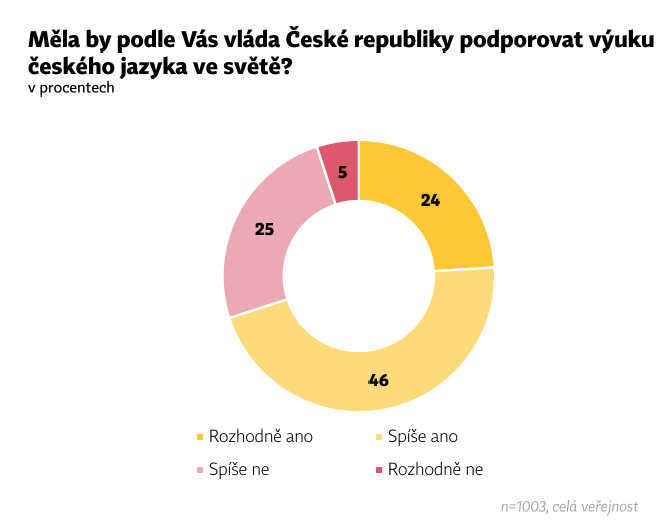 Měla by podle Vás vláda České republiky podporovat výuku
českého jazyka ve světě?
v procentech
5
24
25
46
Rozhodně ano
Spíše ano
Spíše ne
Rozhodně ne
n=1003, celá veřejnost